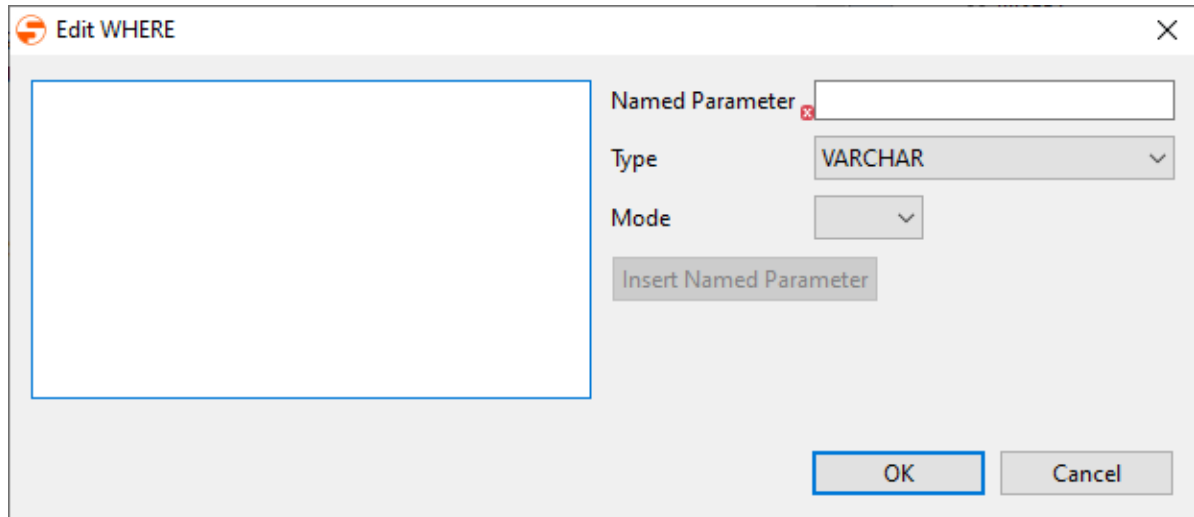 Edit WHERE
Named Parameter
Type VARCHAR
Mode
Insert Named Parameter
OK Cancel